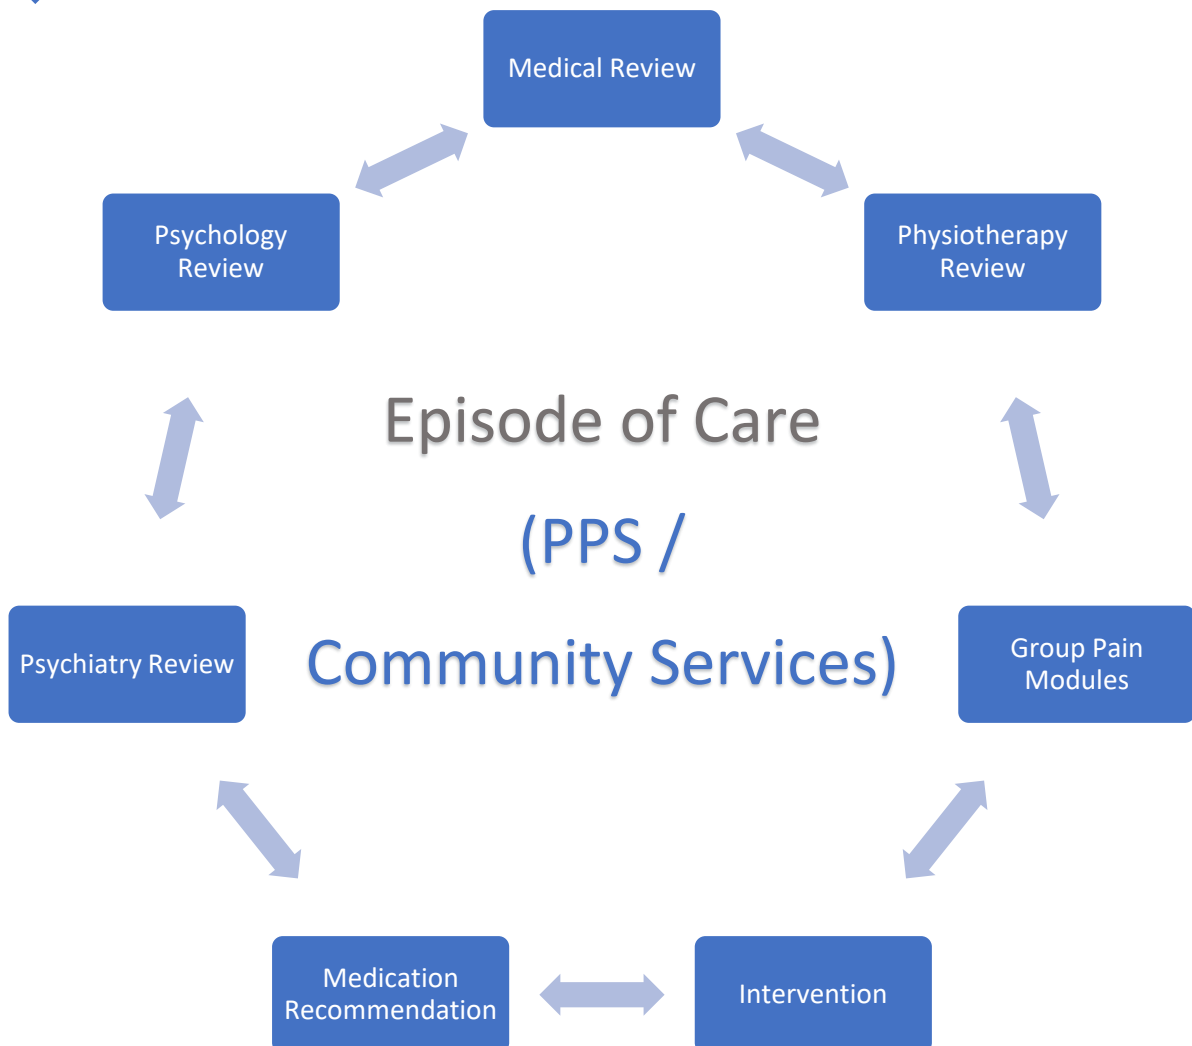 Medical Review
Psychology
Review
Physiotherapy
Review
Episode of Care
(PPS /
Community Services)
Psychiatry Review
Group Pain
Modules
Medication
Recommendation
Intervention